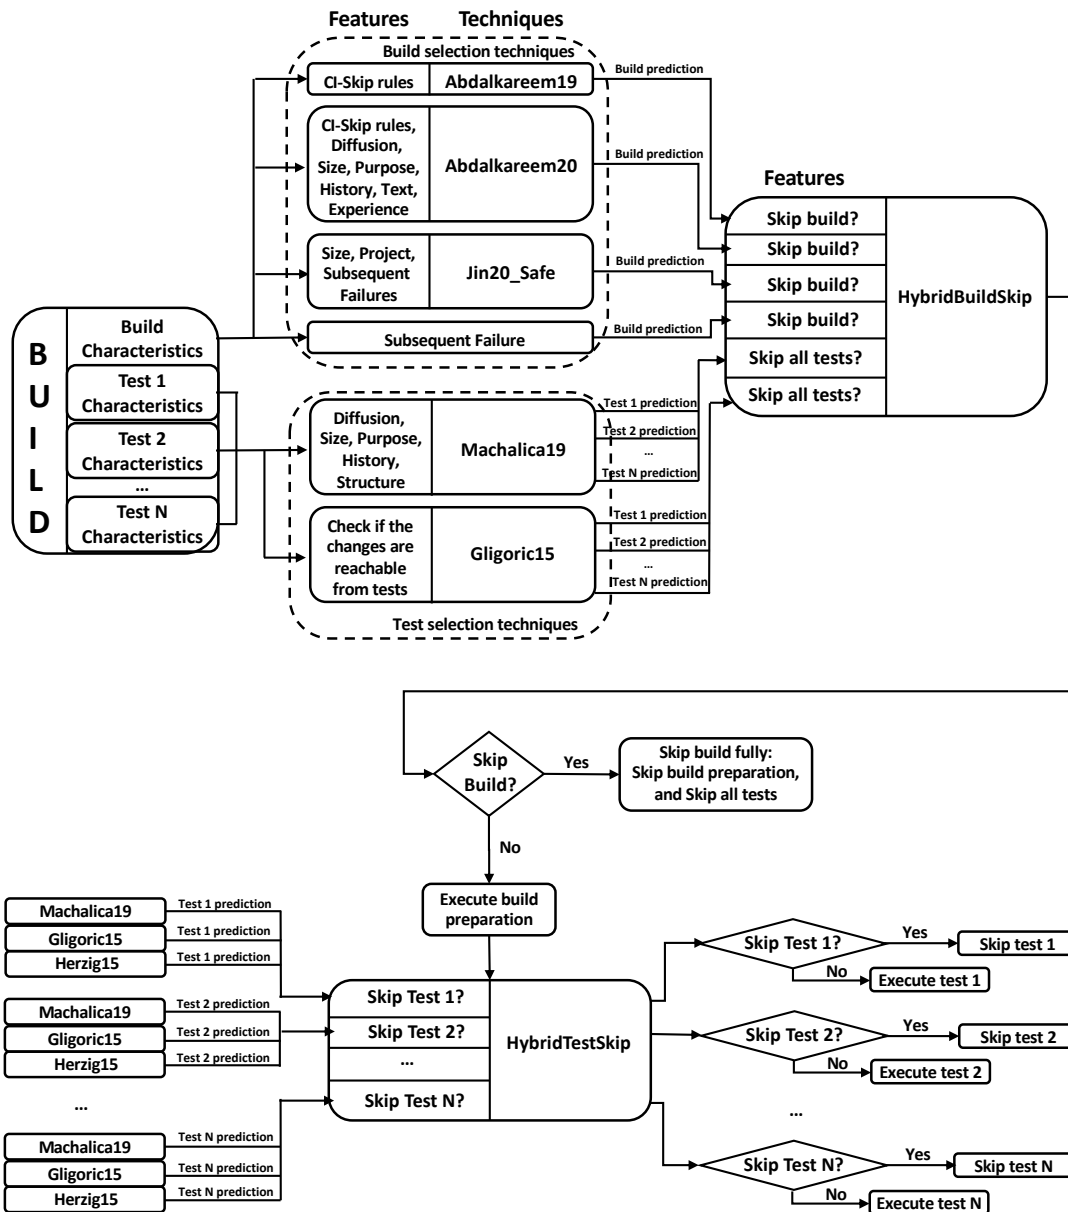 Features
Techniques
Build selection techniques
CI-Skip rules
Abdalkareem19
Build prediction
CI-Skip rules,
Diffusion,
Size, Purpose,
History, Text,
Experience
Abdalkareem20
Build prediction
Size, Project,
Subsequent
Failures
Jin20_Safe
Build prediction
Subsequent Failure
Build prediction
Features
Skip build?
Skip build?
Skip build?
Skip build?
Skip all tests?
Skip all tests?
HybridBuildSkip
B
U
I
L
D
Build
Characteristics
Test 1
Characteristics
Test 2
Characteristics
...
Test N
Characteristics
Diffusion,
Size, Purpose,
History,
Structure
Machalica19
Test 1 prediction
Test 2 prediction
...
Test N prediction
Check if the
changes are
reachable
from tests
Gligoric15
Test 1 prediction
Test 2 prediction
...
Test N prediction
Test selection techniques
Skip
Build?
Yes
Skip build fully:
Skip build preparation,
and Skip all tests
No
Execute build
preparation
Machalica19
Test 1 prediction
Gligoric15
Test 1 prediction
Herzig15
Test 1 prediction
Machalica19
Test 2 prediction
Gligoric15
Test 2 prediction
Herzig15
Test 2 prediction
...
Machalica19
Test N prediction
Gligoric15
Test N prediction
Herzig15
Test N prediction
Skip Test 1?
Skip Test 2?
...
Skip Test N?
HybridTestSkip
Skip Test 1?
Yes
Skip test 1
No
Execute test 1
Skip Test 2?
Yes
Skip test 2
No
Execute test 2
...
Skip Test N?
Yes
Skip test N
No
Execute test N